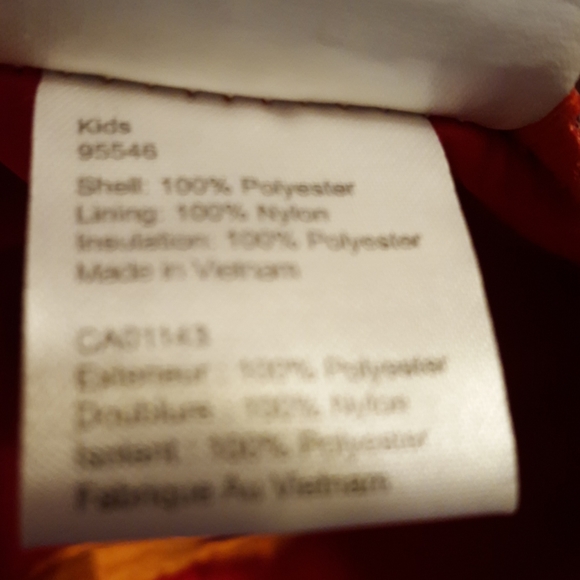 Kids
95546
Shell: 100% Polyester
Lining: 100% Nylon
Insulation: 100% Polyester
Made in Vietnam
CA01143
Exterieur : 100% Polyester
Doublure : 100% Nylon
Isolant : 100% Polyester
Fabrique Au Vietnam